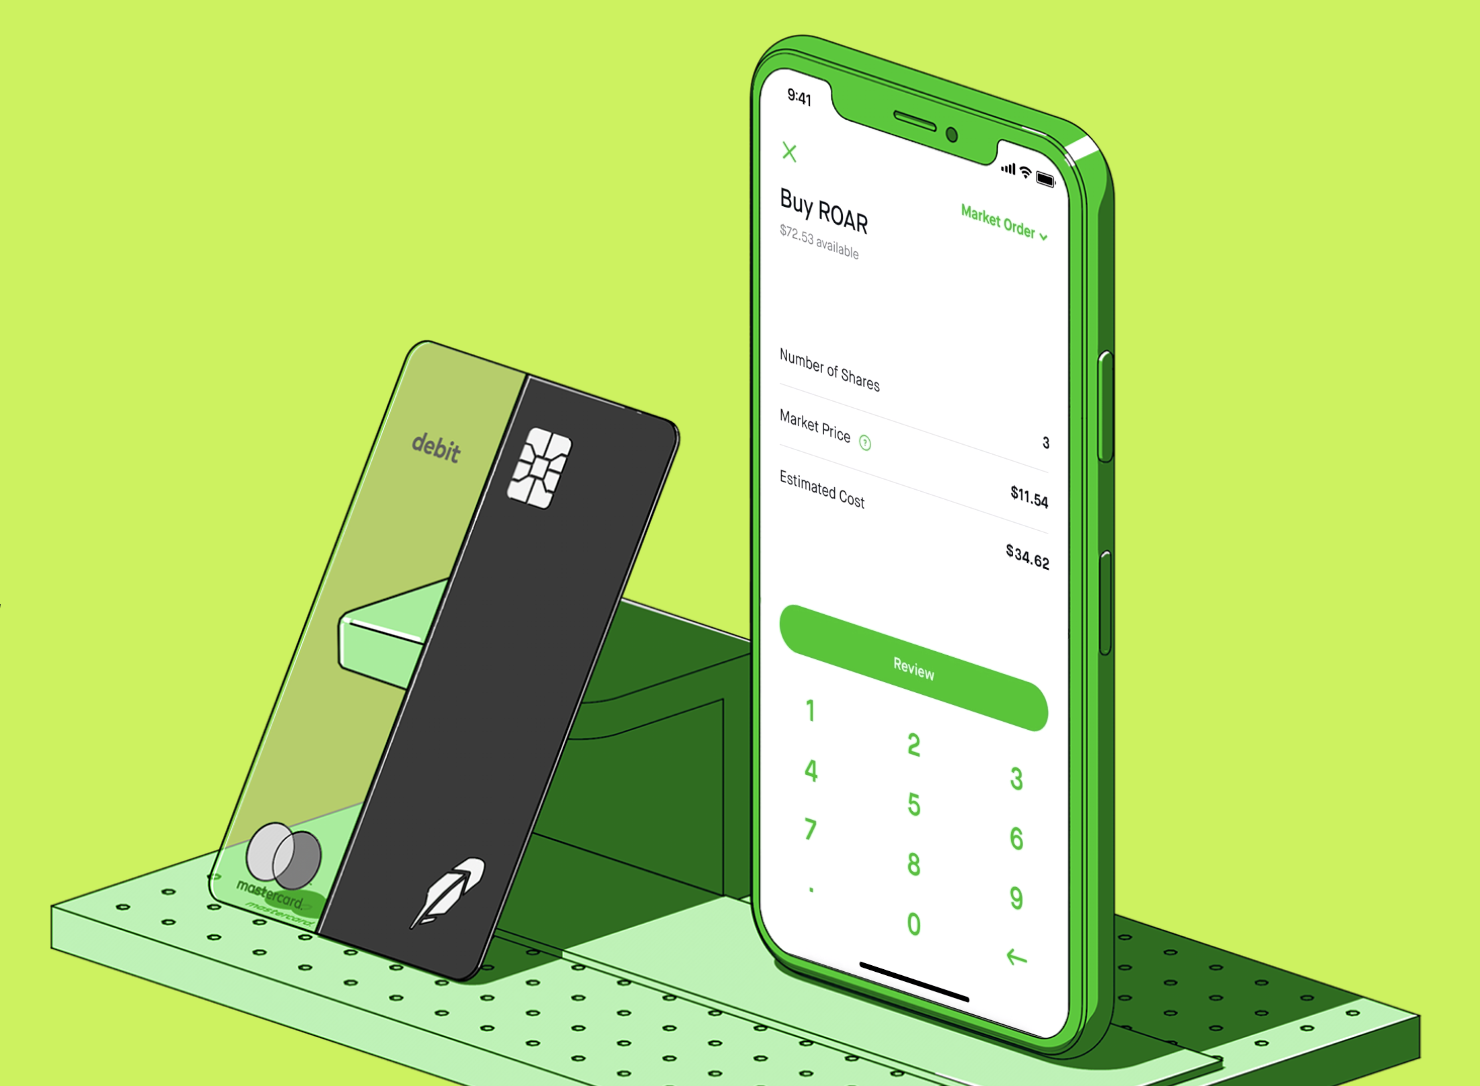 9:41
Buy ROAR
Market Order
$72.53 available
Number of Shares
3
Market Price ?
$11.54
Estimated Cost
$34.62
Review
1 2 3
4 5 6
7 8 9
. 0 ←
debit
mastercard
mastercard